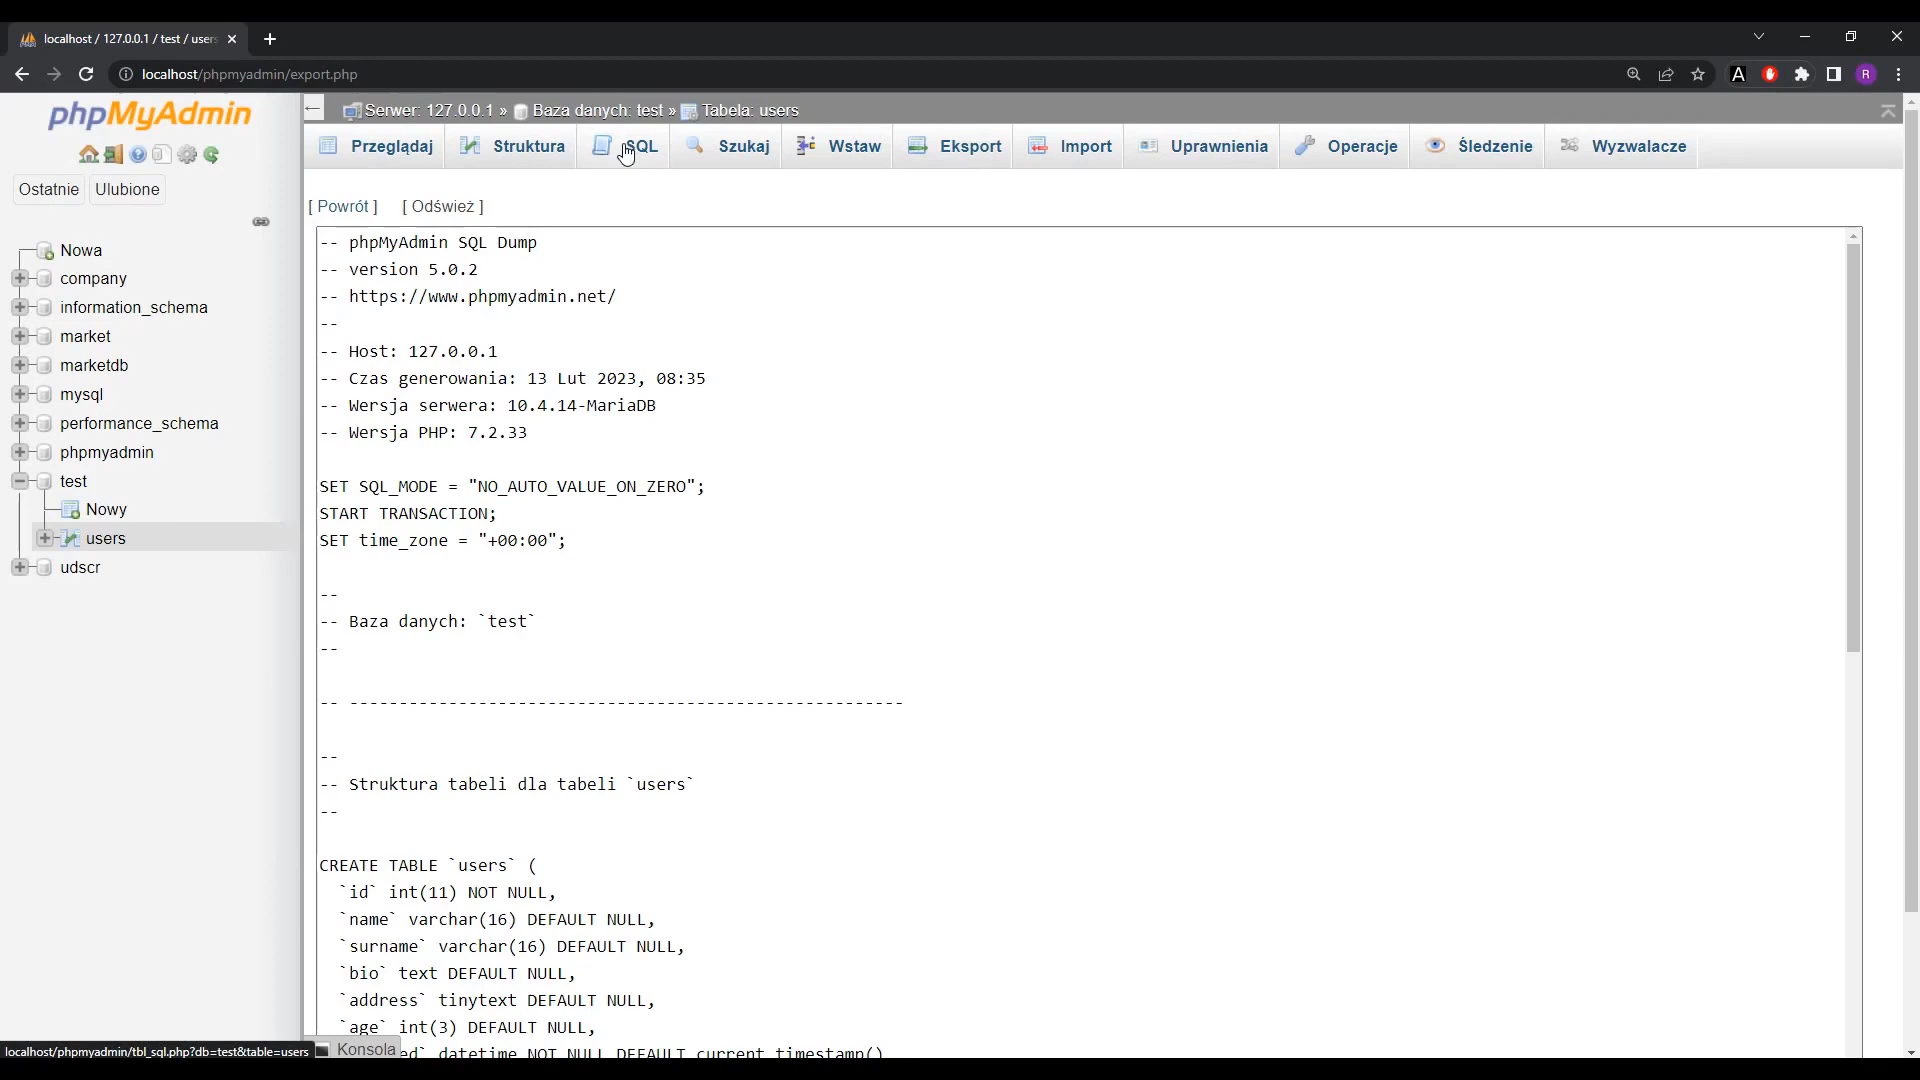 localhost / 127.0.0.1 / test / users
localhost/phpmyadmin/export.php
A
R
phpMyAdmin
Ostatnie
Ulubione
Nowa
company
information_schema
market
marketdb
mysql
performance_schema
phpmyadmin
test
Nowy
users
udscr
Serwer: 127.0.0.1 » Baza danych: test » Tabela: users
Przeglądaj
Struktura
SQL
Szukaj
Wstaw
Eksport
Import
Uprawnienia
Operacje
Śledzenie
Wyzwalacze
[ Powrót ] [ Odśwież ]
-- phpMyAdmin SQL Dump
-- version 5.0.2
-- https://www.phpmyadmin.net/
--
-- Host: 127.0.0.1
-- Czas generowania: 13 Lut 2023, 08:35
-- Wersja serwera: 10.4.14-MariaDB
-- Wersja PHP: 7.2.33
SET SQL_MODE = "NO_AUTO_VALUE_ON_ZERO";
START TRANSACTION;
SET time_zone = "+00:00";
--
-- Baza danych: `test`
--
-- --------------------------------------------------------
--
-- Struktura tabeli dla tabeli `users`
--
CREATE TABLE `users` (
`id` int(11) NOT NULL,
`name` varchar(16) DEFAULT NULL,
`surname` varchar(16) DEFAULT NULL,
`bio` text DEFAULT NULL,
`address` tinytext DEFAULT NULL,
`age` int(3) DEFAULT NULL,
ed` datetime NOT NULL DEFAULT current_timestamp()
Konsola
localhost/phpmyadmin/tbl_sql.php?db=test&table=users